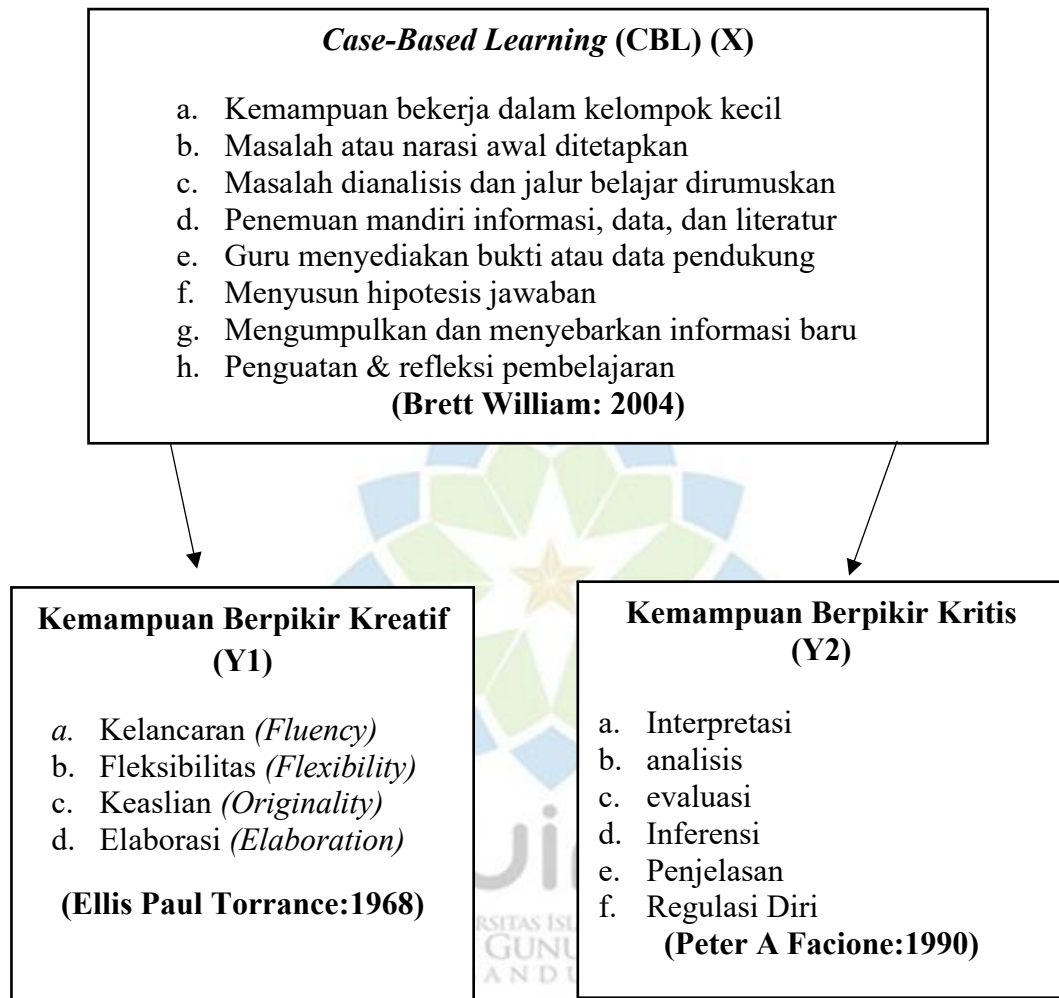 Case-Based Learning (CBL) (X)
a. Kemampuan bekerja dalam kelompok kecil
b. Masalah atau narasi awal ditetapkan
c. Masalah dianalisis dan jalur belajar dirumuskan
d. Penemuan mandiri informasi, data, dan literatur
e. Guru menyediakan bukti atau data pendukung
f. Menyusun hipotesis jawaban
g. Mengumpulkan dan menyebarkan informasi baru
h. Penguatan & refleksi pembelajaran
(Brett William: 2004)
Kemampuan Berpikir Kreatif
(Y1)
a. Kelancaran (Fluency)
b. Fleksibilitas (Flexibility)
c. Keaslian (Originality)
d. Elaborasi (Elaboration)
(Ellis Paul Torrance:1968)
Kemampuan Berpikir Kritis
(Y2)
a. Interpretasi
b. analisis
c. evaluasi
d. Inferensi
e. Penjelasan
f. Regulasi Diri
(Peter A Facione:1990)